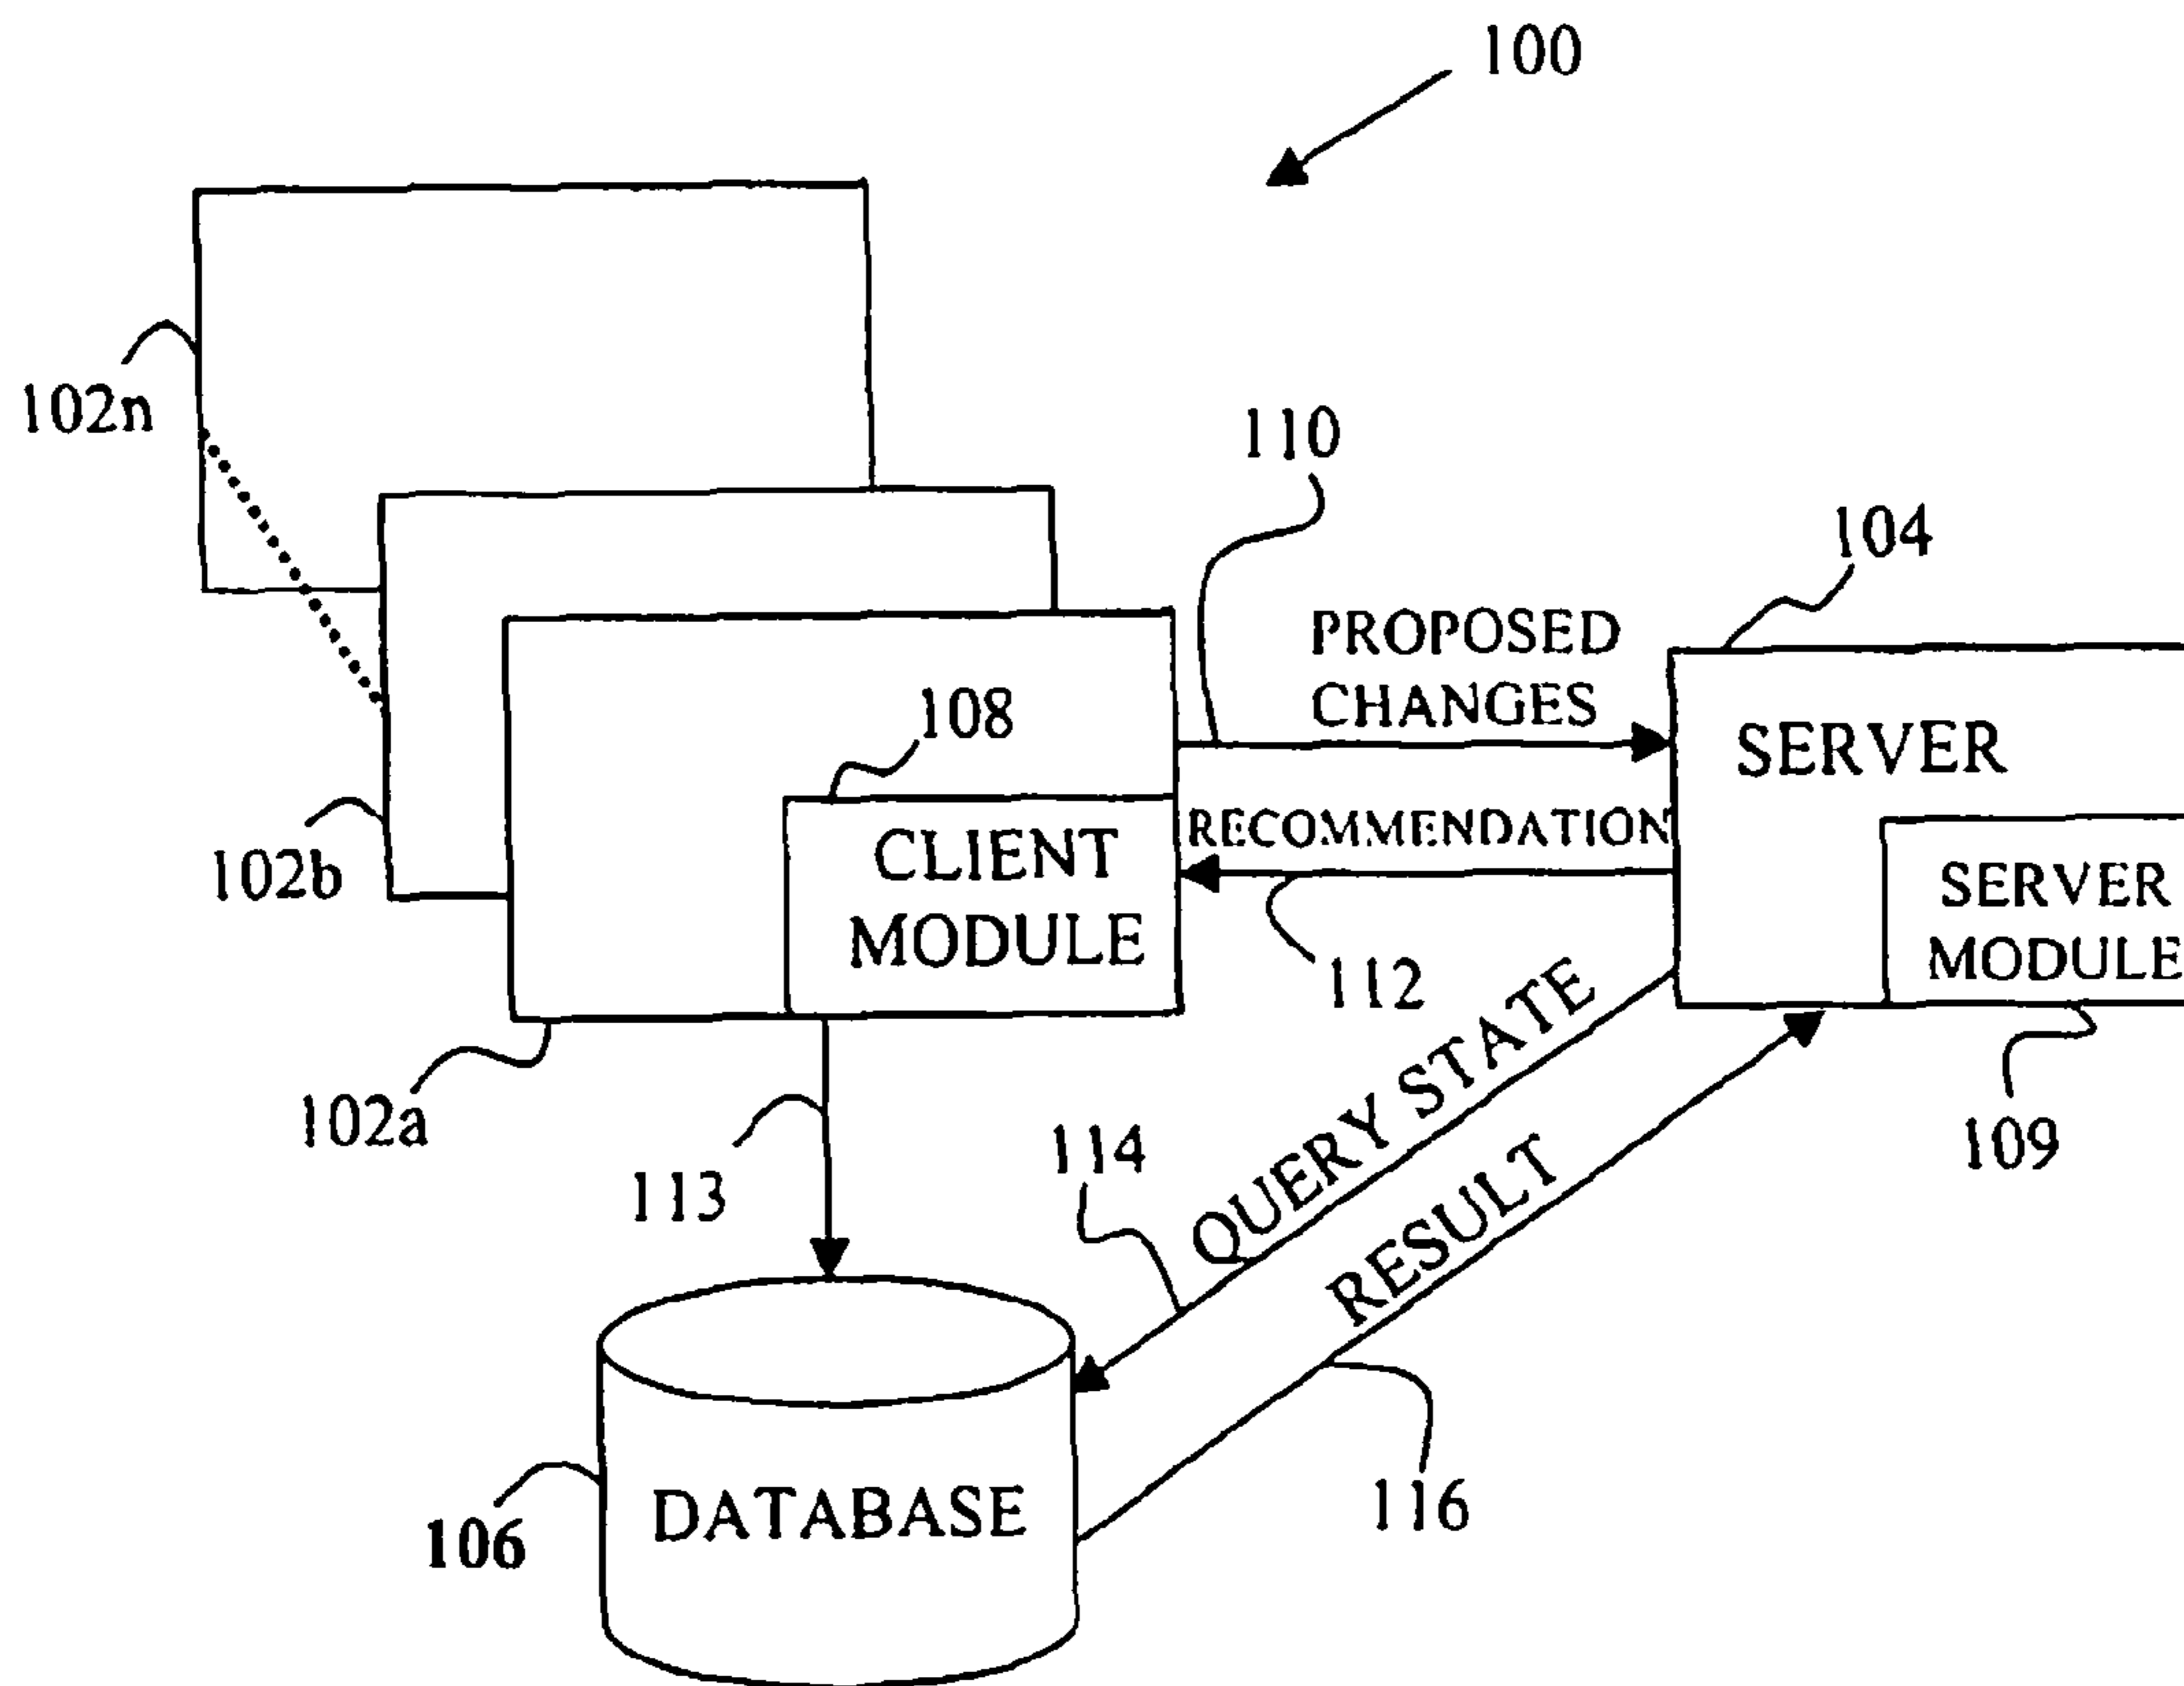 100
102n
110
104
PROPOSED
CHANGES
108
SERVER
RECOMMENDATION
CLIENT
MODULE
102b
SERVER
MODULE
112
102a
113
114
QUERY STATE
RESULT
109
106
DATABASE
116